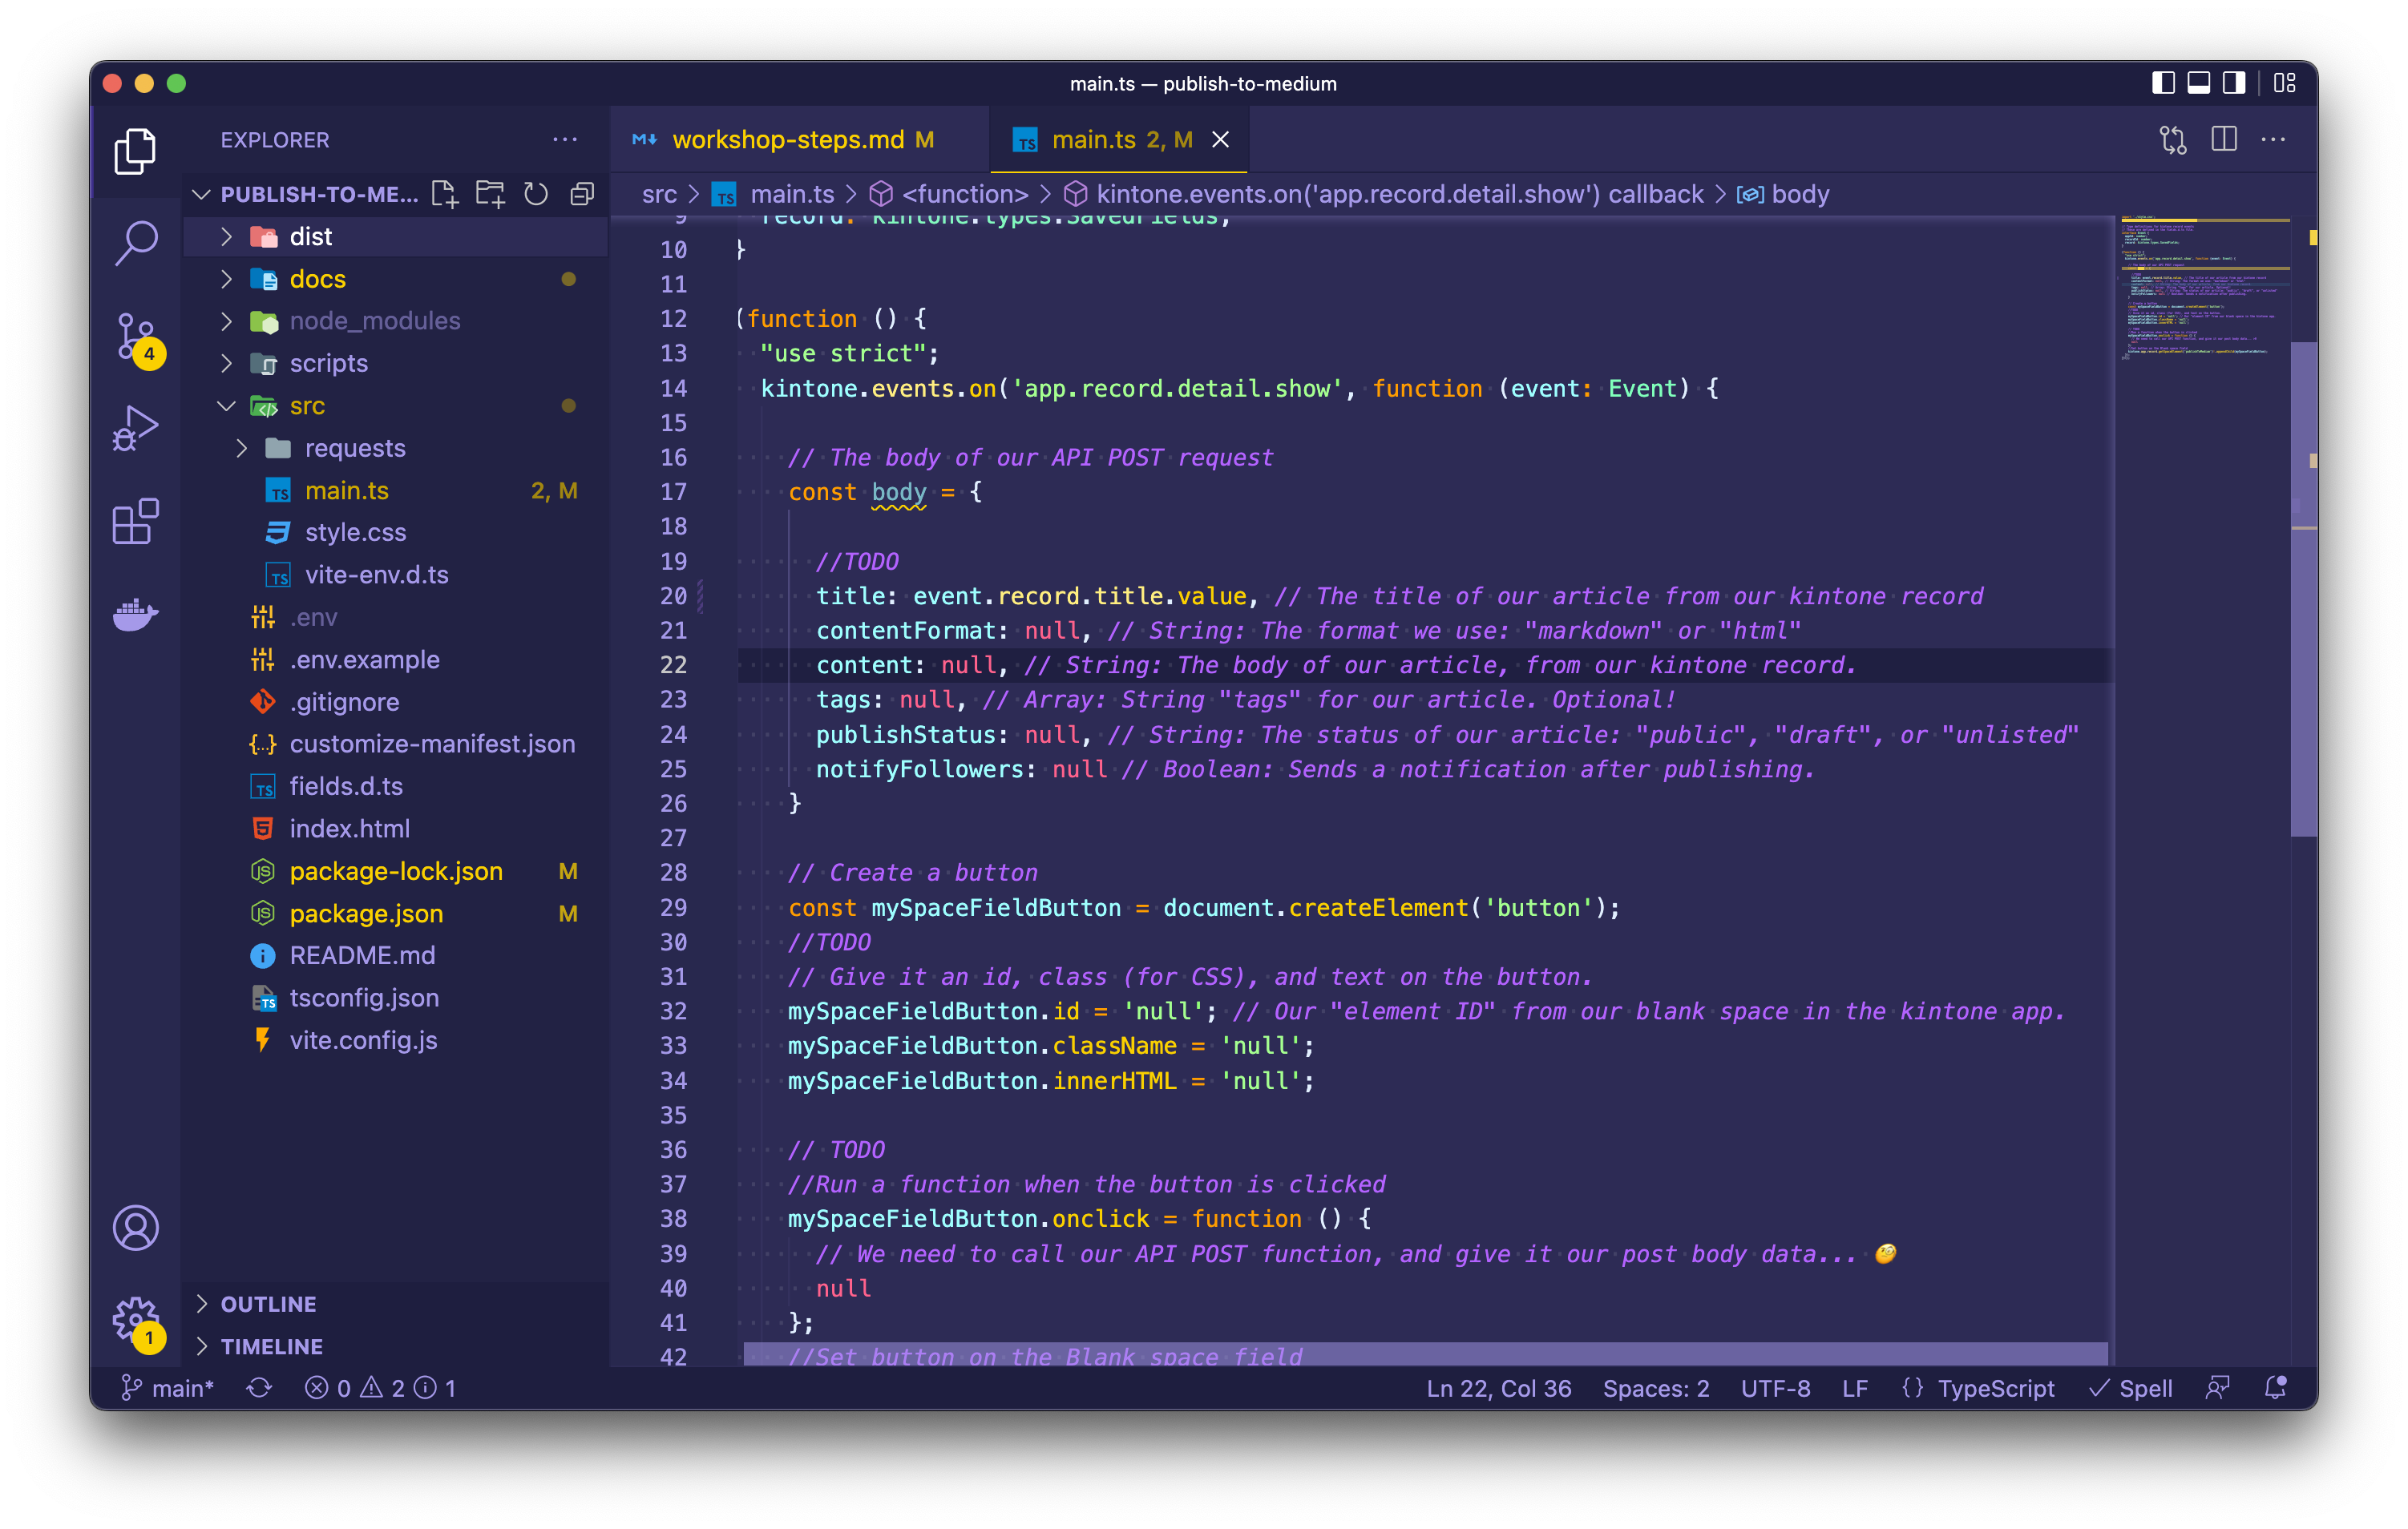 main.ts — publish-to-medium
EXPLORER
PUBLISH-TO-ME...
dist
docs
node_modules
scripts
src
requests
main.ts 2, M
style.css
vite-env.d.ts
.env
.env.example
.gitignore
customize-manifest.json
fields.d.ts
index.html
package-lock.json M
package.json M
README.md
tsconfig.json
vite.config.js
OUTLINE
TIMELINE
4
1
workshop-steps.md M
main.ts 2, M
src > main.ts > <function> > kintone.events.on('app.record.detail.show') callback > body
9 record: kintone.types.SavedFields;
10 }
11
12 (function () {
13 "use strict";
14 kintone.events.on('app.record.detail.show', function (event: Event) {
15
16 // The body of our API POST request
17 const body = {
18
19 //TODO
20 title: event.record.title.value, // The title of our article from our kintone record
21 contentFormat: null, // String: The format we use: "markdown" or "html"
22 content: null, // String: The body of our article, from our kintone record.
23 tags: null, // Array: String "tags" for our article. Optional!
24 publishStatus: null, // String: The status of our article: "public", "draft", or "unlisted"
25 notifyFollowers: null // Boolean: Sends a notification after publishing.
26 }
27
28 // Create a button
29 const mySpaceFieldButton = document.createElement('button');
30 //TODO
31 // Give it an id, class (for CSS), and text on the button.
32 mySpaceFieldButton.id = 'null'; // Our "element ID" from our blank space in the kintone app.
33 mySpaceFieldButton.className = 'null';
34 mySpaceFieldButton.innerHTML = 'null';
35
36 // TODO
37 //Run a function when the button is clicked
38 mySpaceFieldButton.onclick = function () {
39 // We need to call our API POST function, and give it our post body data... 🧐
40 null
41 };
42 //Set button on the Blank space field
main* 0 2 1
Ln 22, Col 36 Spaces: 2 UTF-8 LF {} TypeScript Spell